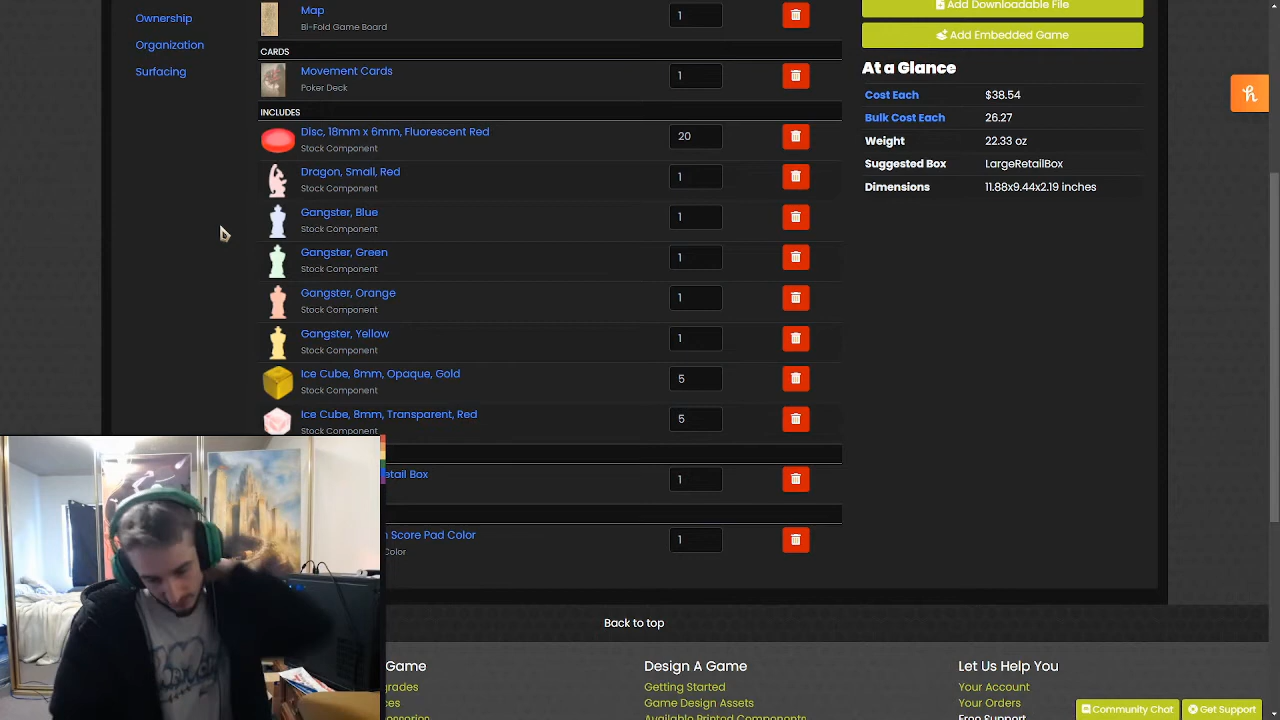 Ownership
Organization
Surfacing
Map
Bi-Fold Game Board
1
CARDS
Movement Cards
Poker Deck
1
INCLUDES
Disc, 18mm x 6mm, Fluorescent Red
Stock Component
20
Dragon, Small, Red
Stock Component
1
Gangster, Blue
Stock Component
1
Gangster, Green
Stock Component
1
Gangster, Orange
Stock Component
1
Gangster, Yellow
Stock Component
1
Ice Cube, 8mm, Opaque, Gold
Stock Component
5
Ice Cube, 8mm, Transparent, Red
Stock Component
5
etail Box
1
Score Pad Color
Color
1
Add Downloadable File
Add Embedded Game
At a Glance
Cost Each $38.54
Bulk Cost Each 26.27
Weight 22.33 oz
Suggested Box LargeRetailBox
Dimensions 11.88x9.44x2.19 inches
h
Back to top
Game
grades
Design A Game
Getting Started
Game Design Assets
Available Printed Components
Let Us Help You
Your Account
Your Orders
Free Support
Community Chat
Get Support